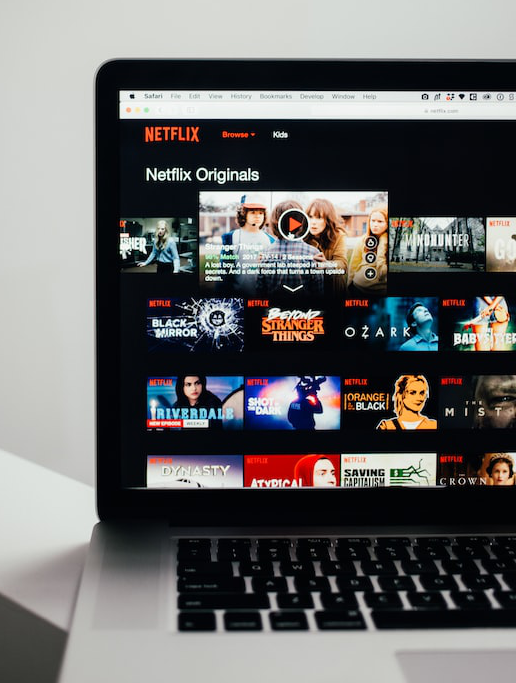 Safari File Edit View History Bookmarks Develop Window Help
netflix.com
NETFLIX Browse Kids
Netflix Originals
SHER
Stranger Things
2017 TV-14 2 Seasons
A lost boy. A government lab steeped in terrible
secrets. And a dark force that turns a town upside
down.
NETFLIX
MINDHUNTER
NETFLIX
BLACK MIRROR
NETFLIX
BEYOND
STRANGER
THINGS
NETFLIX
OZARK
NETFLIX
BABYSITTER
NETFLIX
RIVERDALE
NEW EPISODE WEEKLY
NETFLIX
SHOT
IN THE
DARK
NETFLIX
ORANGE
IS THE NEW
BLACK
NETFLIX
THE
MIST
NETFLIX
DYNASTY
NETFLIX
ATYPICAL
NETFLIX
SAVING
CAPITALISM
NETFLIX
THE
CROWN